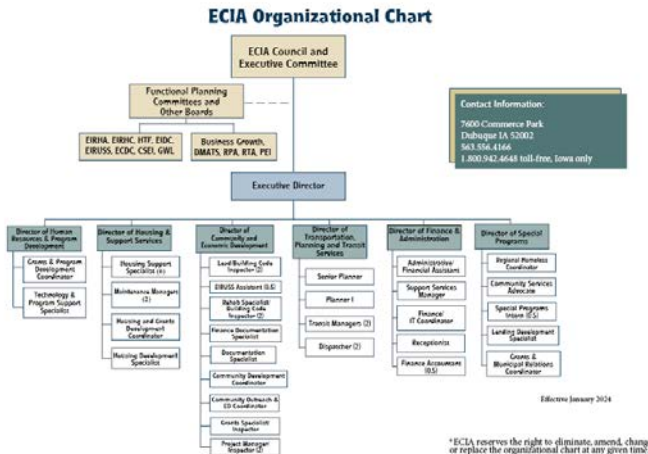 ECIA Organizational Chart
ECIA Council and
Executive Committee
Functional Planning
Committees and
Other Boards
EIRHA, EIRHC, HTF, EIDC,
EIRUSS, ECDC, CSEI, GWL
Business Growth,
DMATS, RPA, RTA, PEI
Contact Information:
7600 Commerce Park
Dubuque IA 52002
563.556.4166
1.800.942.4648 toll-free, Iowa only
Executive Director
Director of Human
Resources & Program
Development
Grants & Program
Development
Coordinator
Technology &
Program Support
Specialist
Director of Housing &
Support Services
Housing Support
Specialist
Maintenance Managers
(2)
Housing and Grants
Development
Coordinator
Housing Development
Specialist
Director of
Community and
Economic Development
Lead/Building Code
Inspector (2)
EIRUSS Assistant (0.5)
Rehab Specialist/
Building Code
Inspector (2)
Finance Documentation
Specialist
Documentation
Specialist
Community Development
Coordinator
Community Outreach &
ED Coordinator
Grants Specialist/
Inspector
Project Manager/
Inspector (2)
Director of
Transportation,
Planning and Transit
Services
Senior Planner
Planner I
Transit Managers (2)
Dispatcher (2)
Director of Finance &
Administration
Administrative/
Financial Assistant
Support Services
Manager
Finance/
IT Coordinator
Receptionist
Finance Accountant
(0.5)
Director of Special
Programs
Regional Homeless
Coordinator
Community Services
Advocate
Special Programs
Intern (0.5)
Lending Development
Specialist
Grants &
Municipal Relations
Coordinator
Effective January 2024
*ECIA reserves the right to eliminate, amend, chang
or replace the organizational chart at any given time